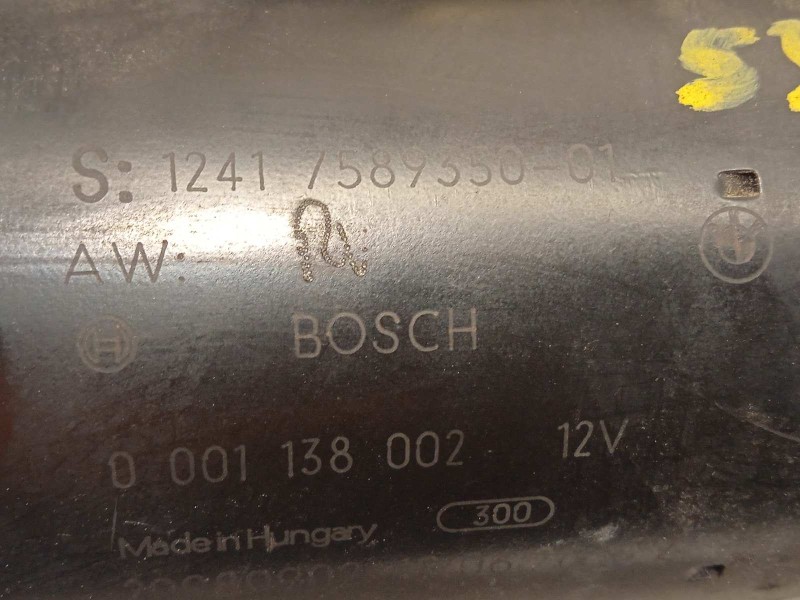 S: 1241 7589350-01
AW:
BOSCH
0 001 138 002 12V
300
Made in Hungary